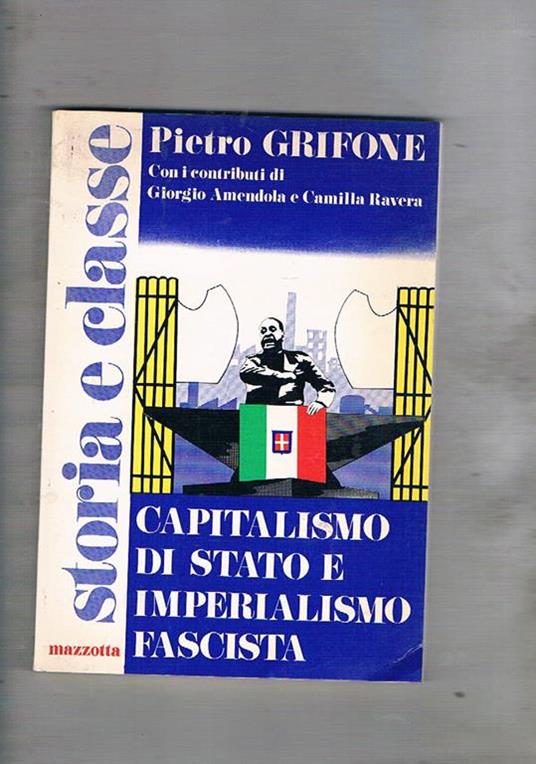 Pietro GRIFONE
Con i contributi di
Giorgio Amendola e Camilla Ravera
storia e classe
CAPITALISMO
DI STATO E
IMPERIALISMO
FASCISTA
mazzotta